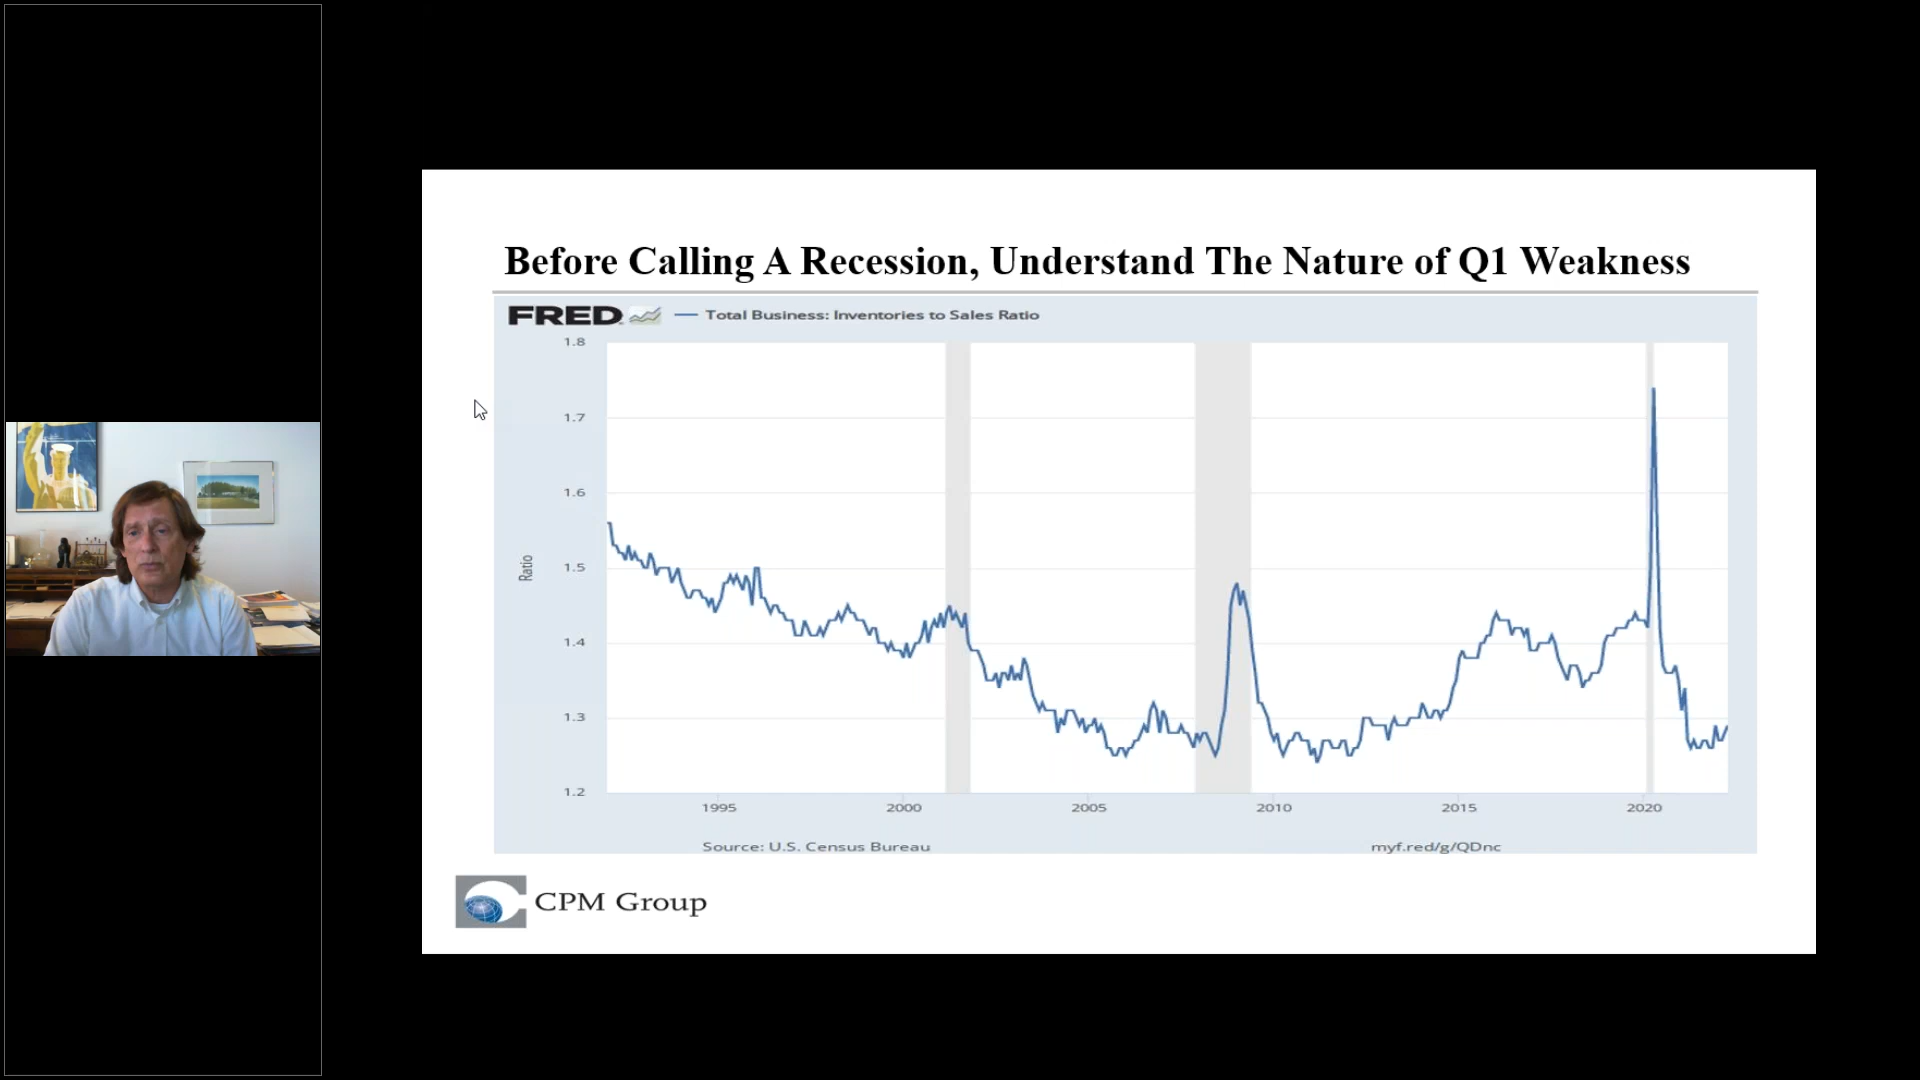 Before Calling A Recession, Understand The Nature of Q1 Weakness
FRED
Total Business: Inventories to Sales Ratio
1.8
1.7
1.6
1.5
1.4
1.3
1.2
Ratio
1995 2000 2005 2010 2015 2020
Source: U.S. Census Bureau
myf.red/g/QDnc
CPM Group